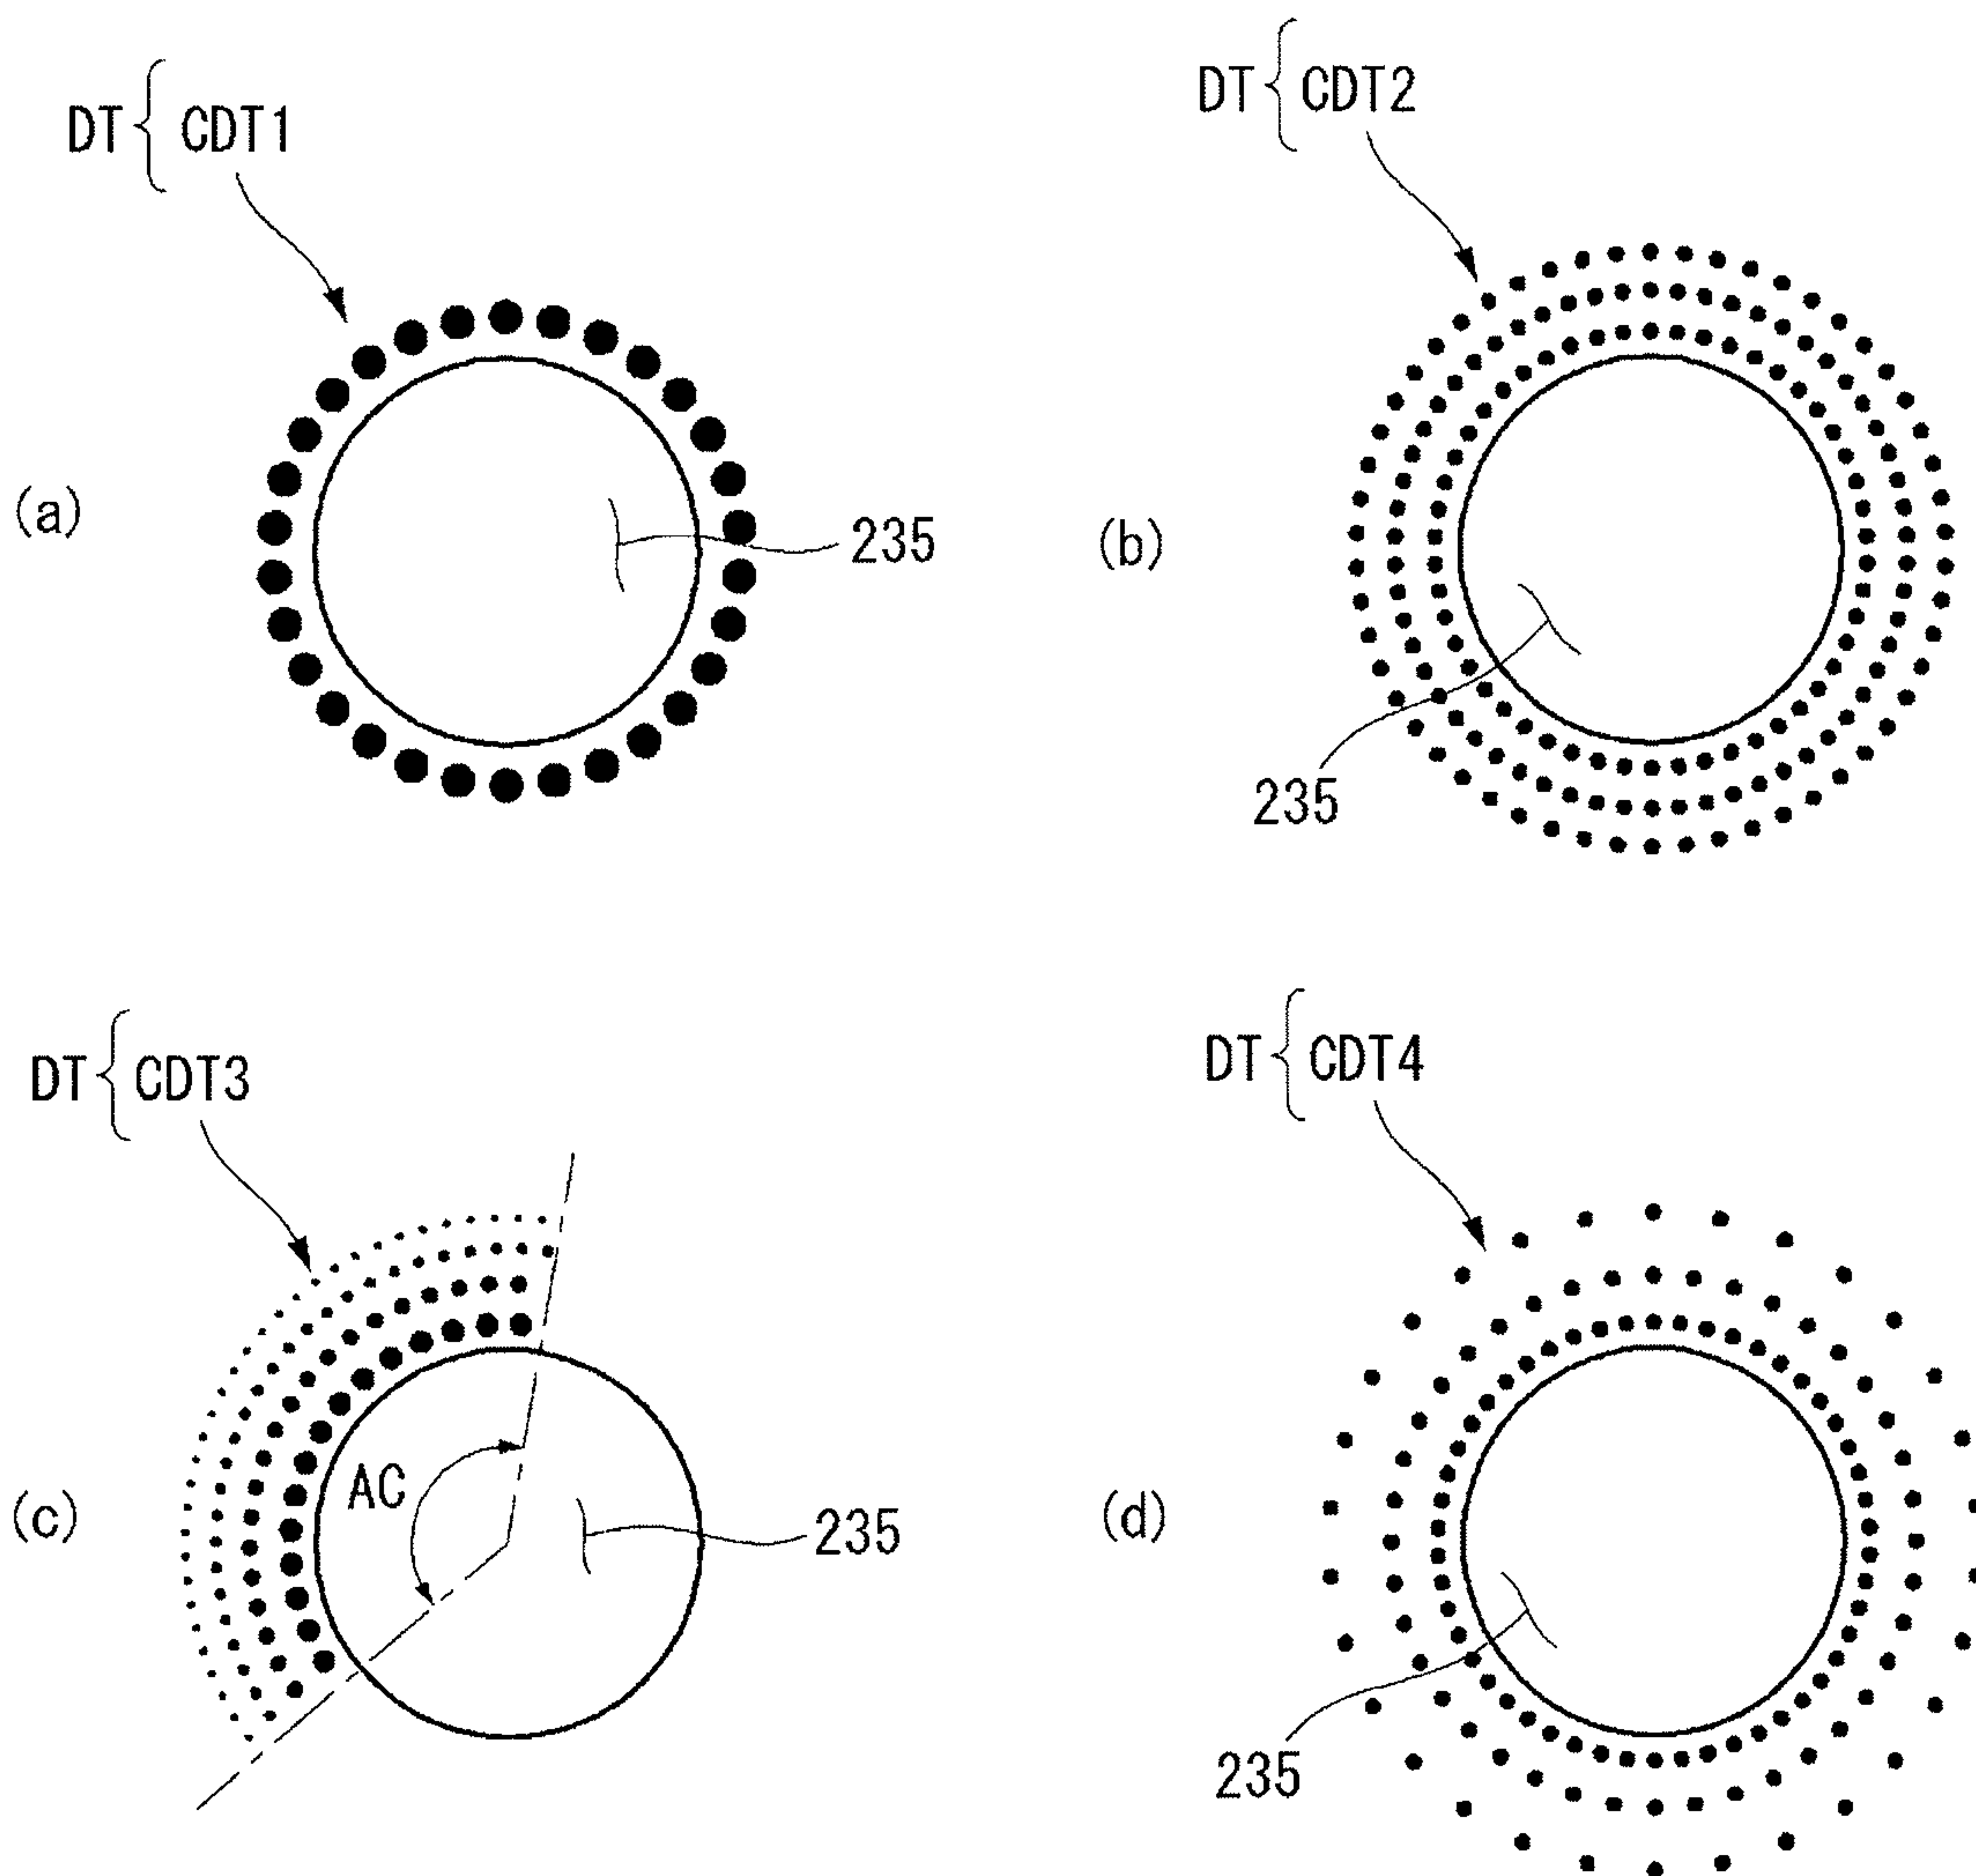 DT { CDT1
(a)
235
DT { CDT2
(b)
235
DT { CDT3
(c)
AC
235
DT { CDT4
(d)
235